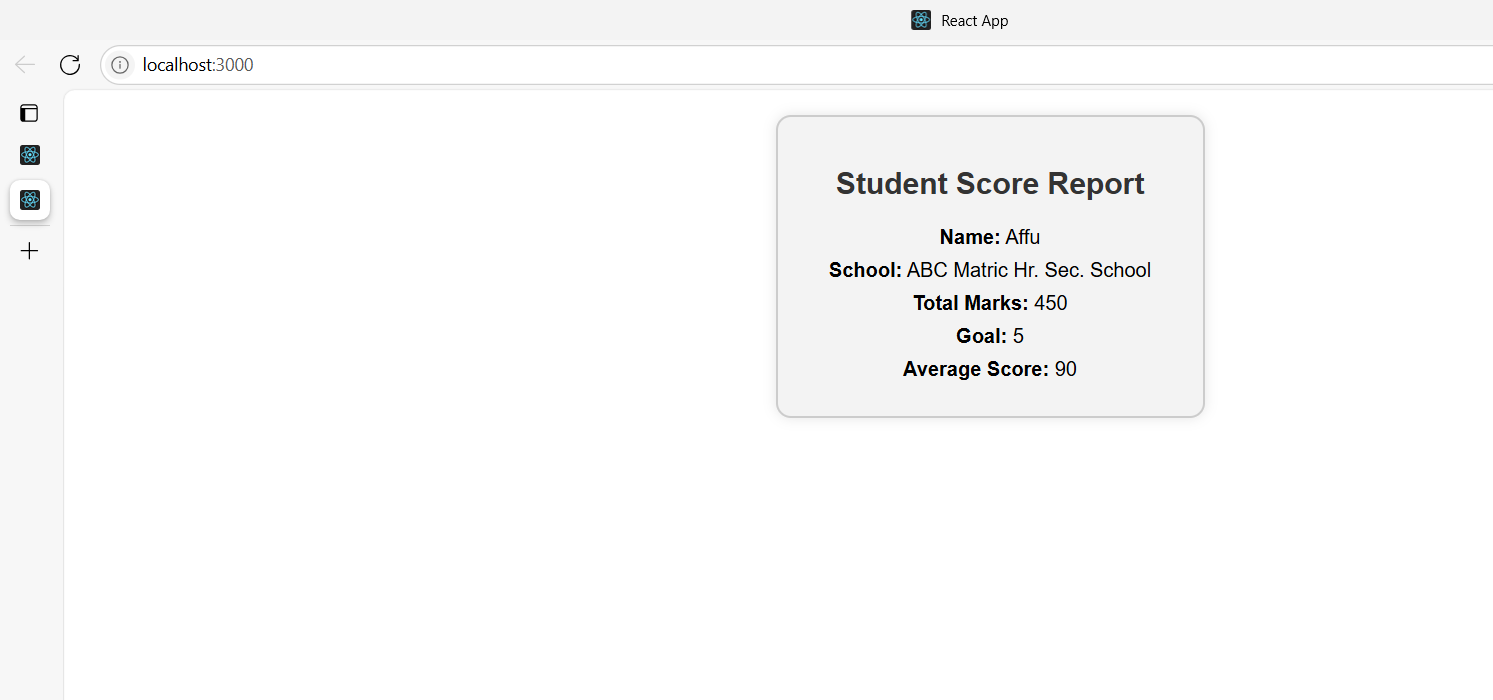 React App
localhost:3000
Student Score Report
Name: Affu
School: ABC Matric Hr. Sec. School
Total Marks: 450
Goal: 5
Average Score: 90